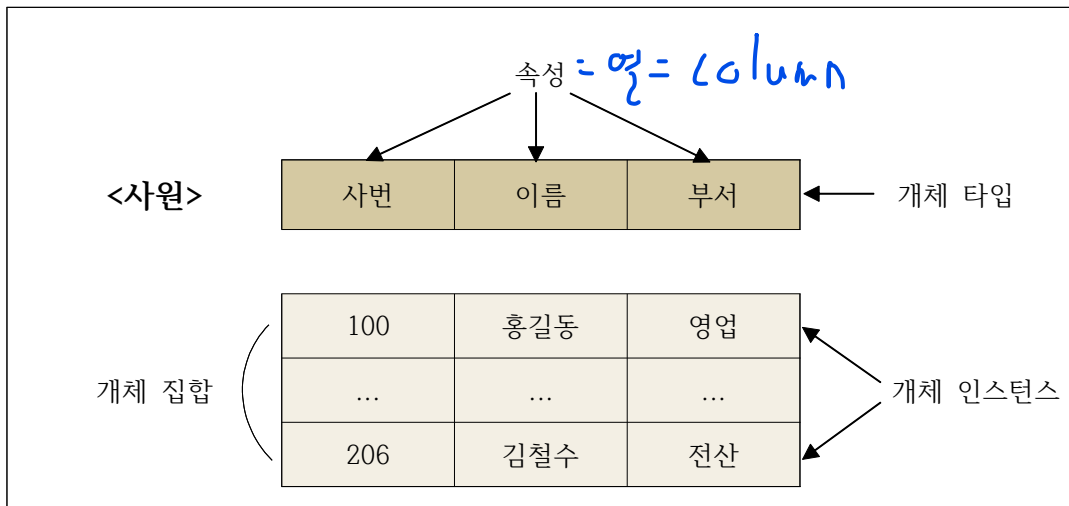 속성 = 열 = column
<사원> 사번 이름 부서 개체 타입
100 홍길동 영업
개체 집합 ... ... ... 개체 인스턴스
206 김철수 전산